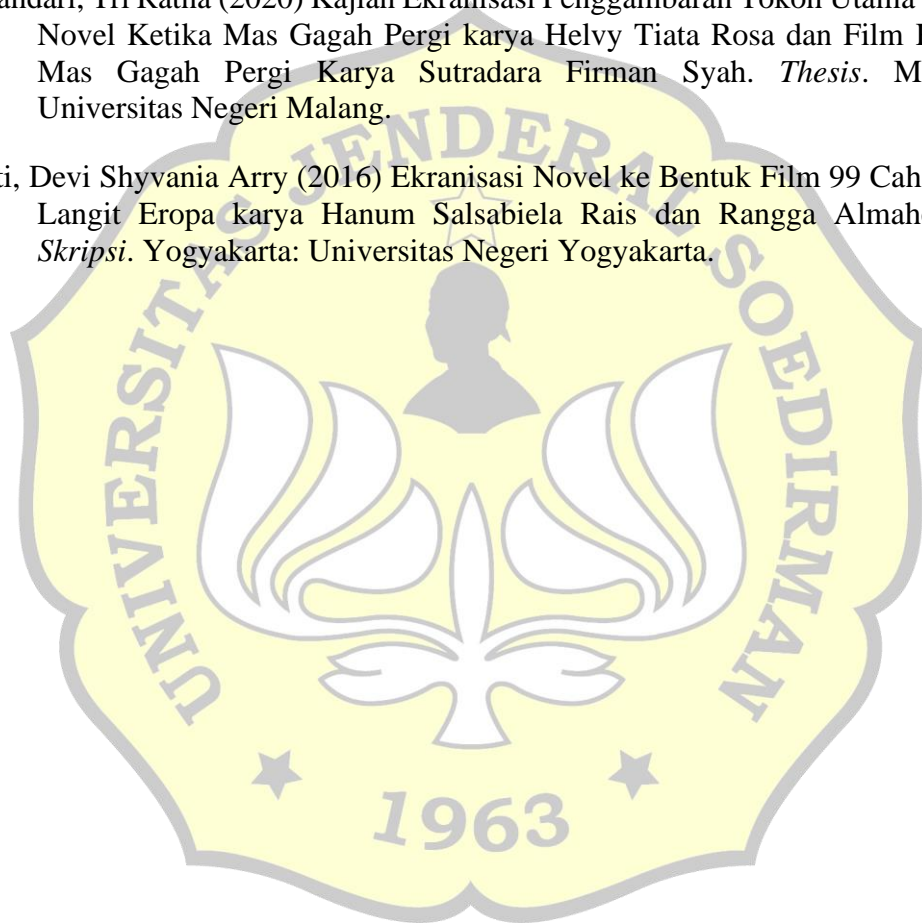 andari, Tri Ratna (2020) Kajian Ekranisasi Penggambaran Tokoh Utama
Novel Ketika Mas Gagah Pergi karya Helvy Tiata Rosa dan Film
Mas Gagah Pergi Karya Sutradara Firman Syah. Thesis. M
Universitas Negeri Malang.
ti, Devi Shyvania Arry (2016) Ekranisasi Novel ke Bentuk Film 99 Cah
Langit Eropa karya Hanum Salsabiela Rais dan Rangga Almah
Skripsi. Yogyakarta: Universitas Negeri Yogyakarta.
UNIVERSITAS JENDERAL SOEDIRMAN
1963